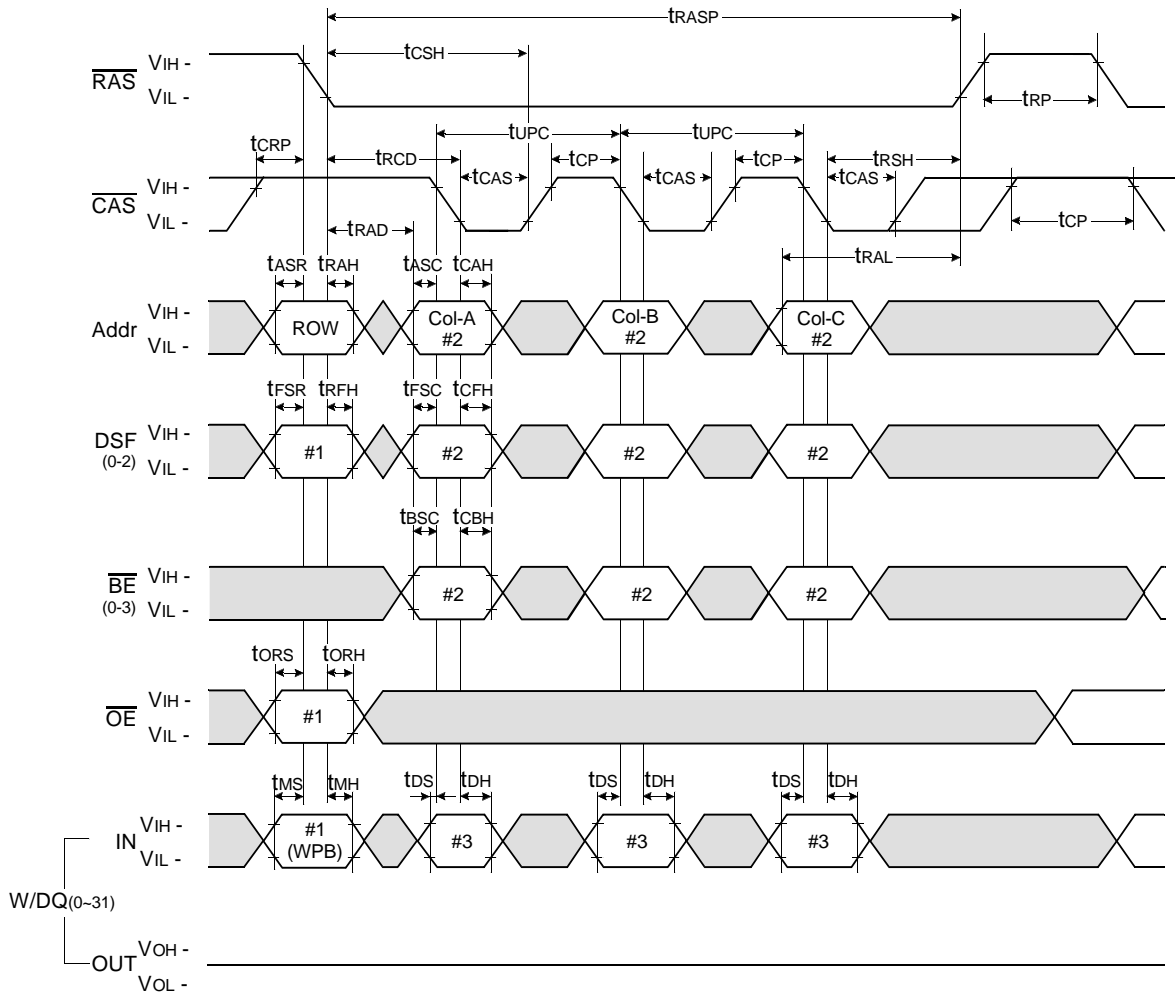 tRASP
tCSH
RAS
VIH -
VIL -
tRP
tUPC
tUPC
tCRP
tRCD
tCP
tCP
tRSH
tCAS
tCAS
tCAS
CAS
VIH -
VIL -
tCP
tRAD
tRAL
tASR
tRAH
tASC
tCAH
Addr
VIH -
VIL -
ROW
Col-A
#2
Col-B
#2
Col-C
#2
tFSR
tRFH
tFSC
tCFH
DSF
(0-2)
VIH -
VIL -
#1
#2
#2
#2
tBSC
tCBH
BE
(0-3)
VIH -
VIL -
#2
#2
#2
tORS
tORH
OE
VIH -
VIL -
#1
tMS
tMH
tDS
tDH
tDS
tDH
tDS
tDH
IN
VIH -
VIL -
#1
(WPB)
#3
#3
#3
W/DQ(0~31)
OUT
VOH -
VOL -